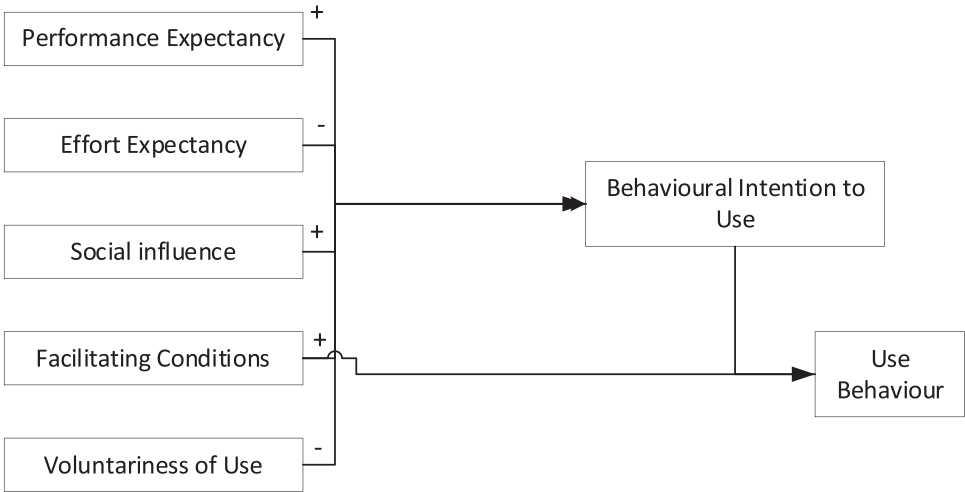 +
Performance Expectancy
-
Effort Expectancy
+
Social influence
+
Facilitating Conditions
-
Voluntariness of Use
Behavioural Intention to
Use
Use
Behaviour